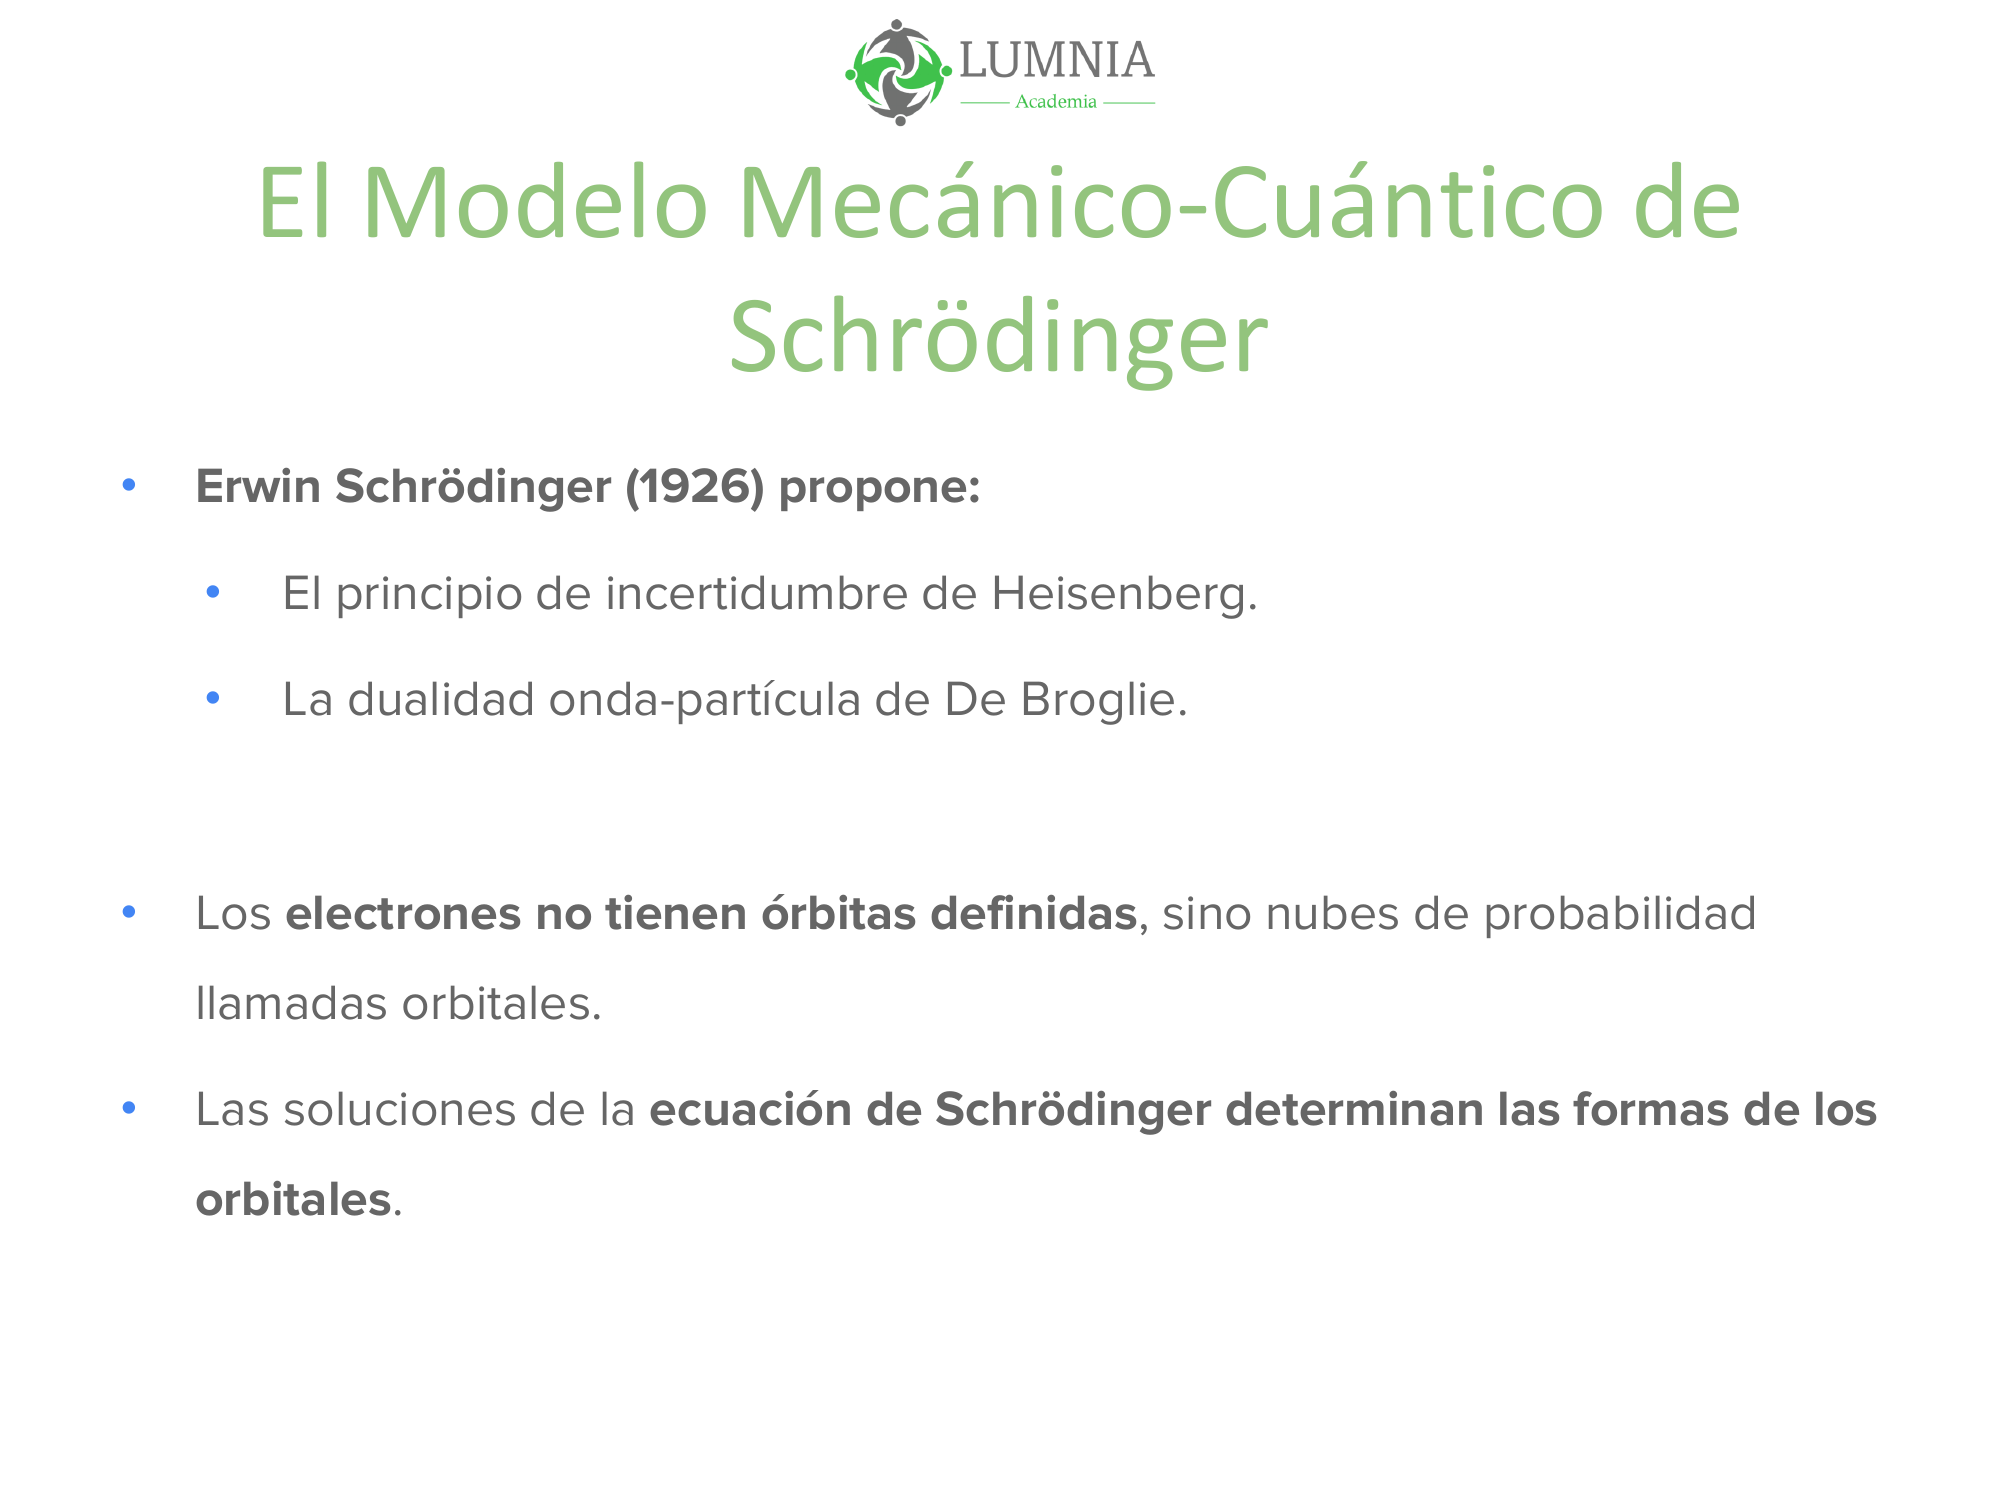 LUMNIA
Academia
El Modelo Mecánico-Cuántico de
Schrödinger
• Erwin Schrödinger (1926) propone:
• El principio de incertidumbre de Heisenberg.
• La dualidad onda-partícula de De Broglie.
• Los electrones no tienen órbitas definidas, sino nubes de probabilidad
llamadas orbitales.
• Las soluciones de la ecuación de Schrödinger determinan las formas de los
orbitales.